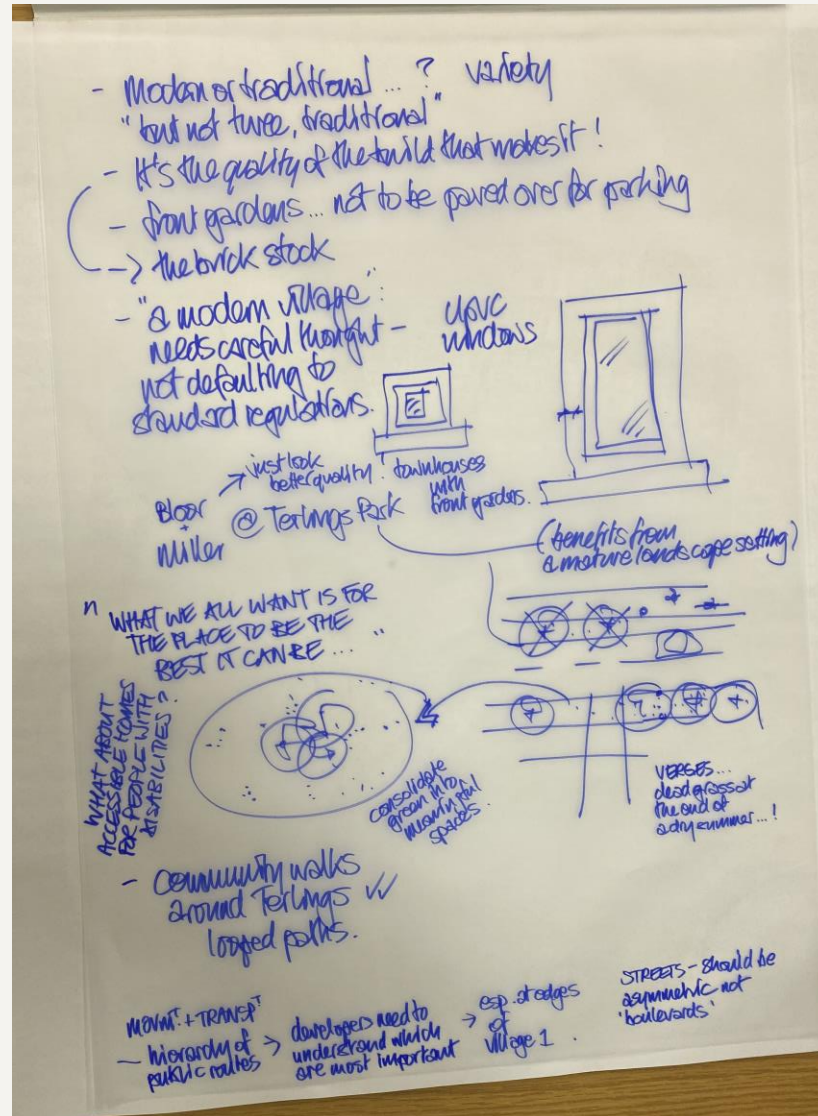 - Modern or traditional ... ? variety
"but not twee, traditional"
- It's the quality of the build that makes it!
- front gardens ... not to be paved over for parking
-> the brick stock
- "a modern village":
needs careful thought -
not defaulting to
standard regulations.
UPVC
windows
just look
better quality!
townhouses
with
front gardens.
Bloor
+
Miller
@ Terlings Park
(benefits from
a mature landscape setting)
"WHAT WE ALL WANT IS FOR
THE PLACE TO BE THE
BEST IT CAN BE ... "
WHAT ABOUT
ACCESSIBLE HOMES
FOR PEOPLE WITH
DISABILITIES?
consolidate
green into
meaningful
spaces.
VERGES...
dead grass at
the end of
a dry summer...!
- Community walks
around Terlings ✓✓
looped paths.
MOVMT. + TRANSPT
- hierarchy of
public routes
-> developers need to
understand which
are most important
-> esp. at edges
of
village 1.
STREETS - should be
asymmetric not
'boulevards'